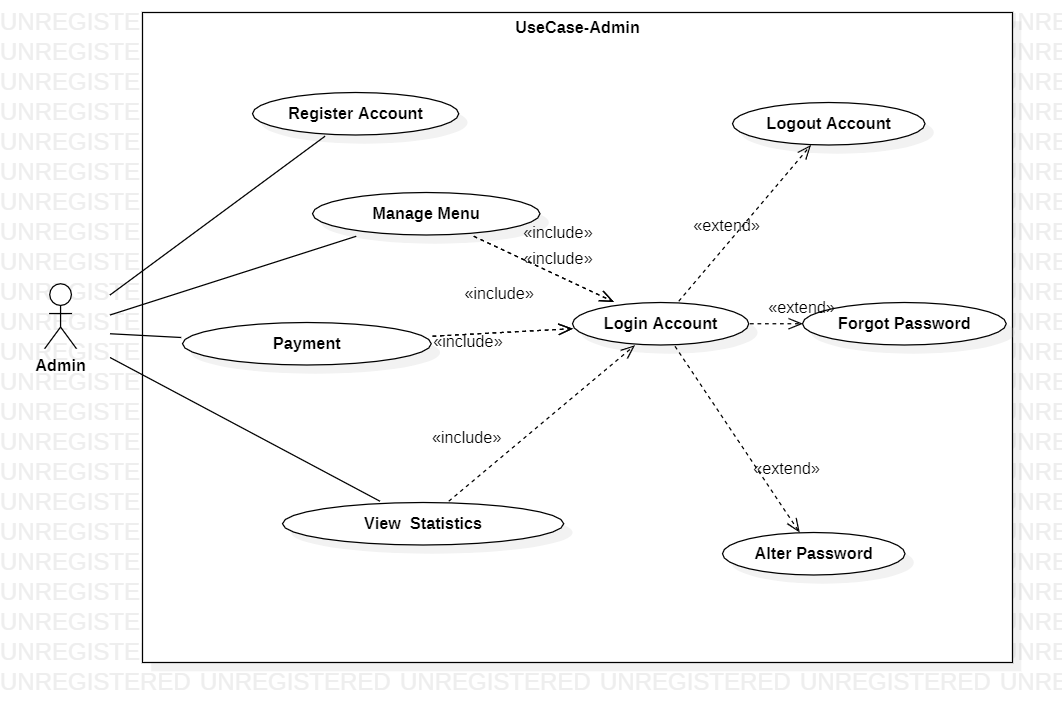 UseCase-Admin
Register Account
Logout Account
Manage Menu
«extend»
«include»
«include»
«include»
«extend»
Login Account
Forgot Password
Payment
«include»
Admin
«include»
«extend»
View  Statistics
Alter Password
UNREGISTERED UNREGISTERED UNREGISTERED UNREGISTERED UNREGISTERED